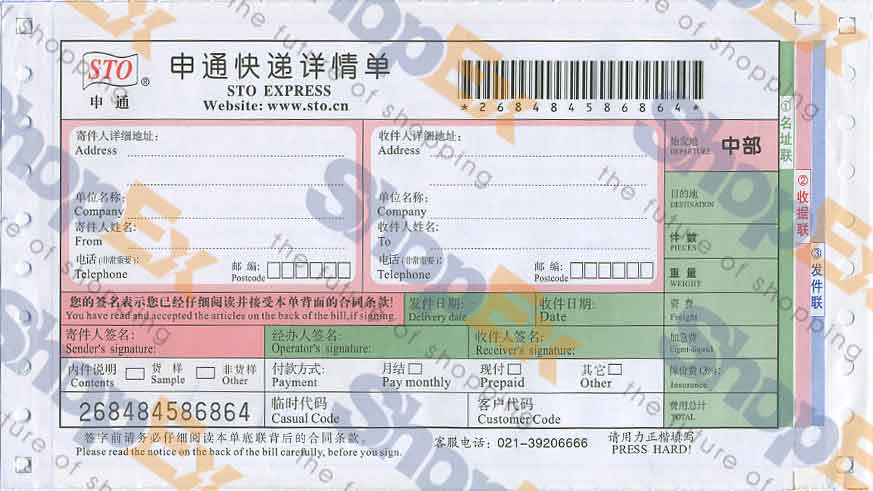 STO
®
申通
申通快递详情单
STO EXPRESS
Website: www.sto.cn
*268484586864*
寄件人详细地址:
Address
单位名称:
Company
寄件人姓名:
From
电话(非常重要):
Telephone
邮 编:
Postcode
收件人详细地址:
Address
单位名称:
Company
收件人姓名:
To
电话(非常重要):
Telephone
邮 编:
Postcode
始发地
DEPARTURE
中部
目的地
DESTINATION
件 数
PIECES
重 量
WEIGHT
资 费
Freight
加急费
保价费
Insurance
费用总计
TOTAL
您的签名表示您已经仔细阅读并接受本单背面的合同条款!
You have read and accepted the articles on the back of the bill,if signing.
发件日期:
Delivery date
收件日期:
Date
寄件人签名:
Sender's signature:
经办人签名:
Operator's signature:
收件人签名:
Receiver's signature:
内件说明
Contents
货 样
Sample
非货样
Other
付款方式:
Payment
月结
Pay monthly
现付
Prepaid
其它
Other
268484586864
临时代码
Casual Code
客户代码
Customer Code
签字前请务必仔细阅读本单底联背后的合同条款。
Please read the notice on the back of the bill carefully, before you sign.
客服电话: 021-39206666
请用力正楷填写
PRESS HARD!
①名址联
②收据联
③发件联
ShopEx
the future of shopping